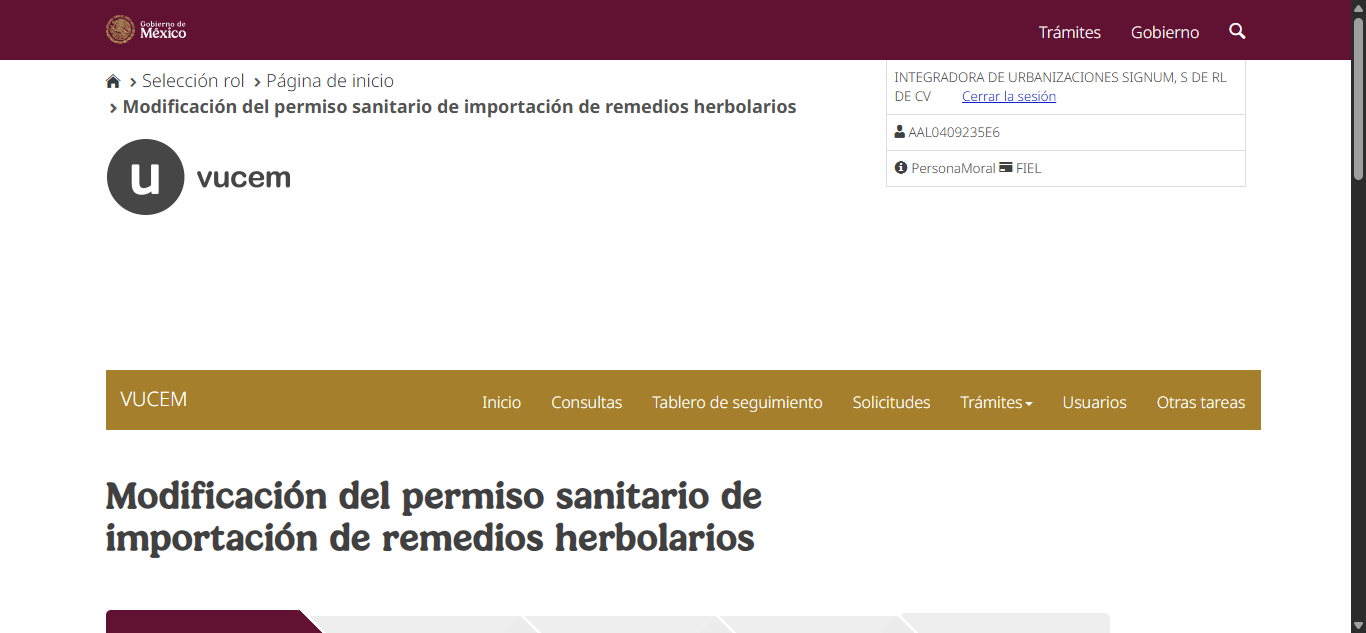 Gobierno de
México
Trámites
Gobierno
Selección rol
Página de inicio
Modificación del permiso sanitario de importación de remedios herbolarios
INTEGRADORA DE URBANIZACIONES SIGNUM, S DE RL
DE CV Cerrar la sesión
AAL0409235E6
PersonaMoral FIEL
u vucem
VUCEM
Inicio
Consultas
Tablero de seguimiento
Solicitudes
Trámites
Usuarios
Otras tareas
Modificación del permiso sanitario de
importación de remedios herbolarios